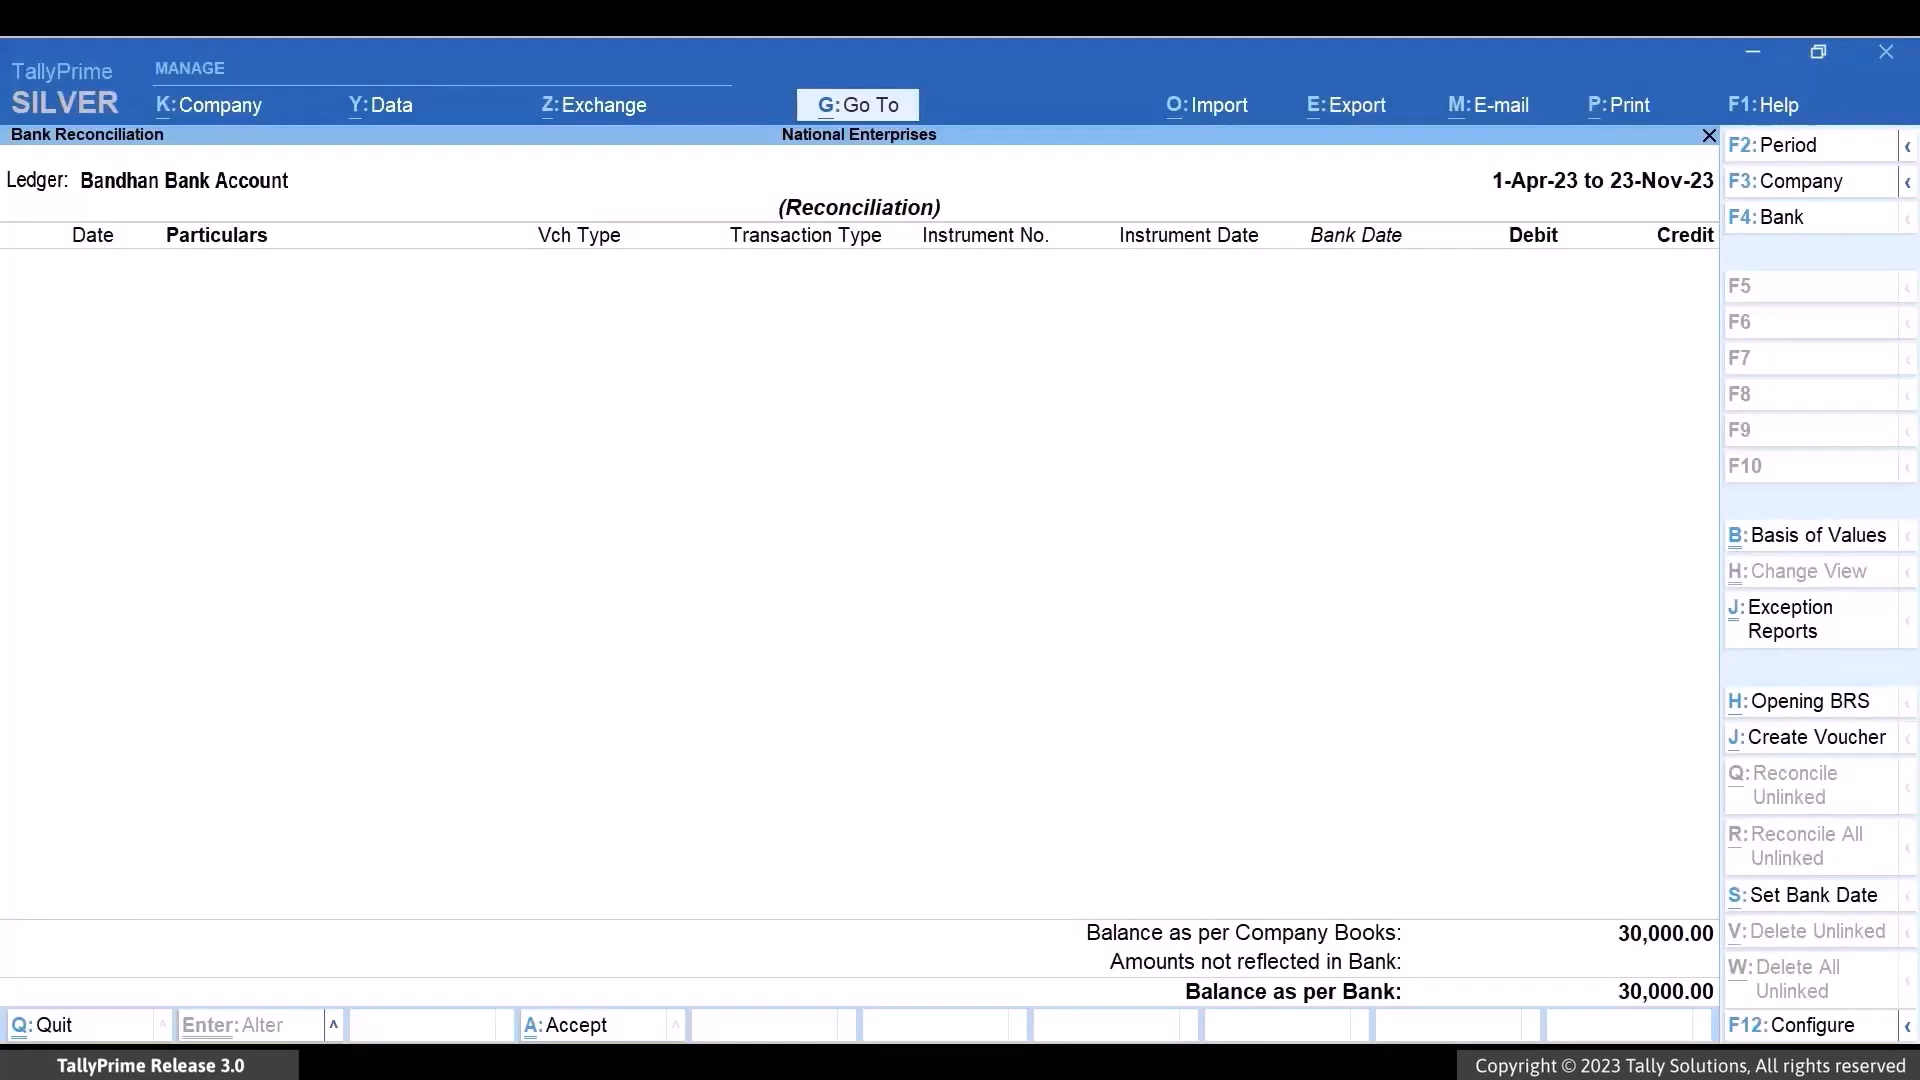 TallyPrime
SILVER
MANAGE
K: Company
Y: Data
Z: Exchange
G: Go To
O: Import
E: Export
M: E-mail
P: Print
F1: Help
Bank Reconciliation
National Enterprises
Ledger: Bandhan Bank Account
1-Apr-23 to 23-Nov-23
(Reconciliation)
Date Particulars Vch Type Transaction Type Instrument No. Instrument Date Bank Date Debit Credit
Balance as per Company Books: 30,000.00
Amounts not reflected in Bank:
Balance as per Bank: 30,000.00
F2: Period
F3: Company
F4: Bank
F5
F6
F7
F8
F9
F10
B: Basis of Values
H: Change View
J: Exception
Reports
H: Opening BRS
J: Create Voucher
Q: Reconcile
Unlinked
R: Reconcile All
Unlinked
S: Set Bank Date
V: Delete Unlinked
W: Delete All
Unlinked
F12: Configure
Q: Quit
Enter: Alter
A: Accept
TallyPrime Release 3.0
Copyright © 2023 Tally Solutions, All rights reserved